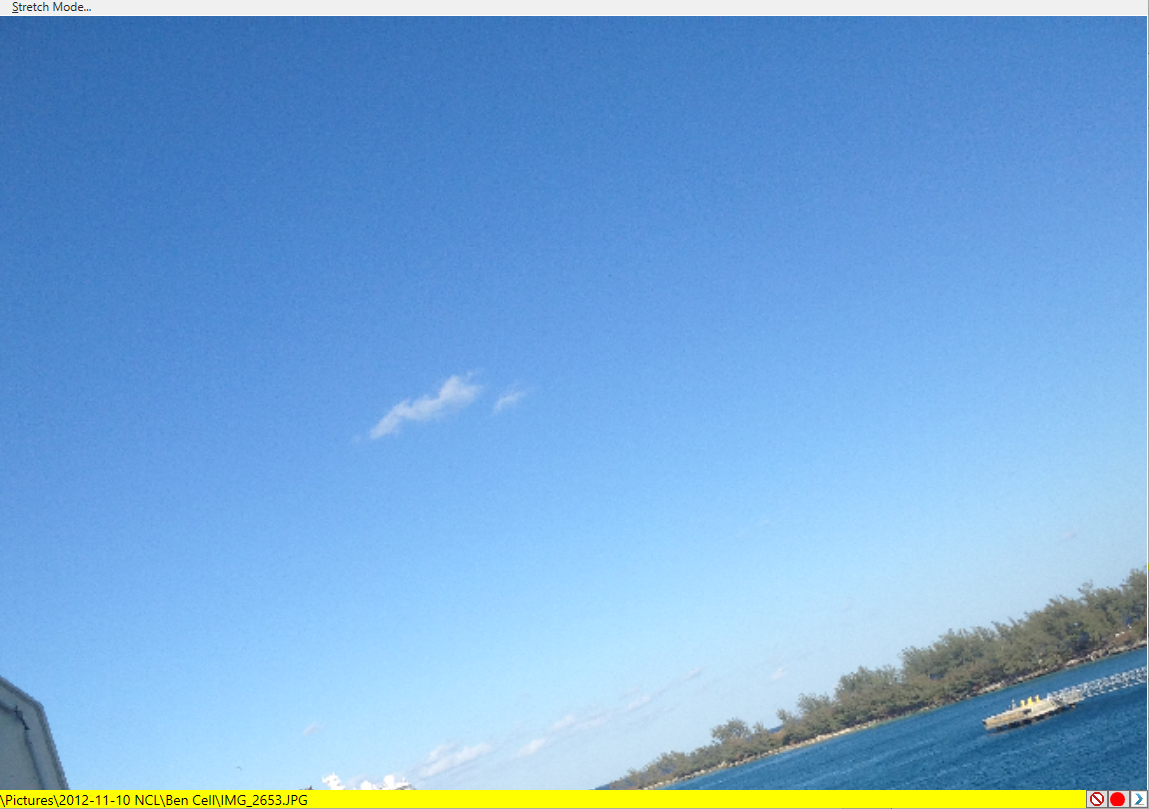 Stretch Mode...
\Pictures\2012-11-10 NCL\Ben Cell\IMG_2653.JPG